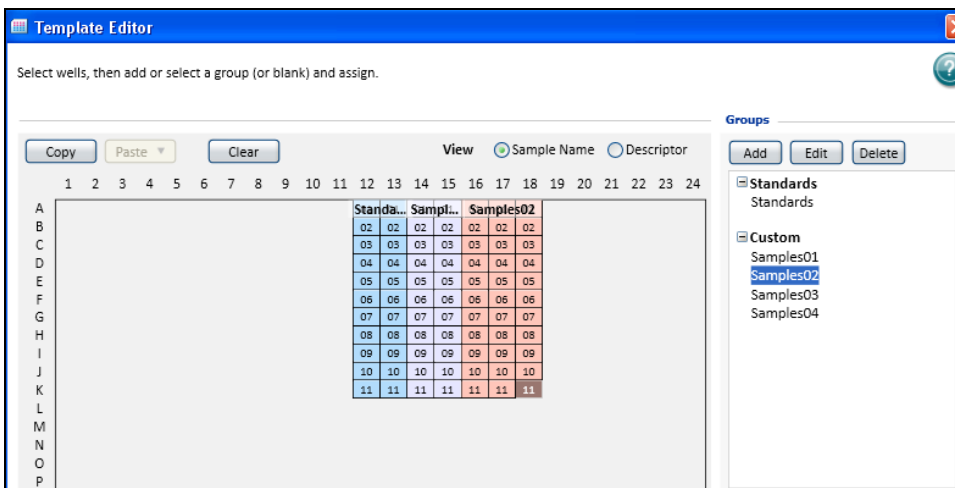 Template Editor
Select wells, then add or select a group (or blank) and assign.
?
Groups
Copy Paste Clear View Sample Name Descriptor
Add Edit Delete
1 2 3 4 5 6 7 8 9 10 11 12 13 14 15 16 17 18 19 20 21 22 23 24
A Standa... Sampl... Samples02
B 02 02 02 02 02 02 02
C 03 03 03 03 03 03 03
D 04 04 04 04 04 04 04
E 05 05 05 05 05 05 05
F 06 06 06 06 06 06 06
G 07 07 07 07 07 07 07
H 08 08 08 08 08 08 08
I 09 09 09 09 09 09 09
J 10 10 10 10 10 10 10
K 11 11 11 11 11 11 11
L
M
N
O
P
Standards
Standards
Custom
Samples01
Samples02
Samples03
Samples04